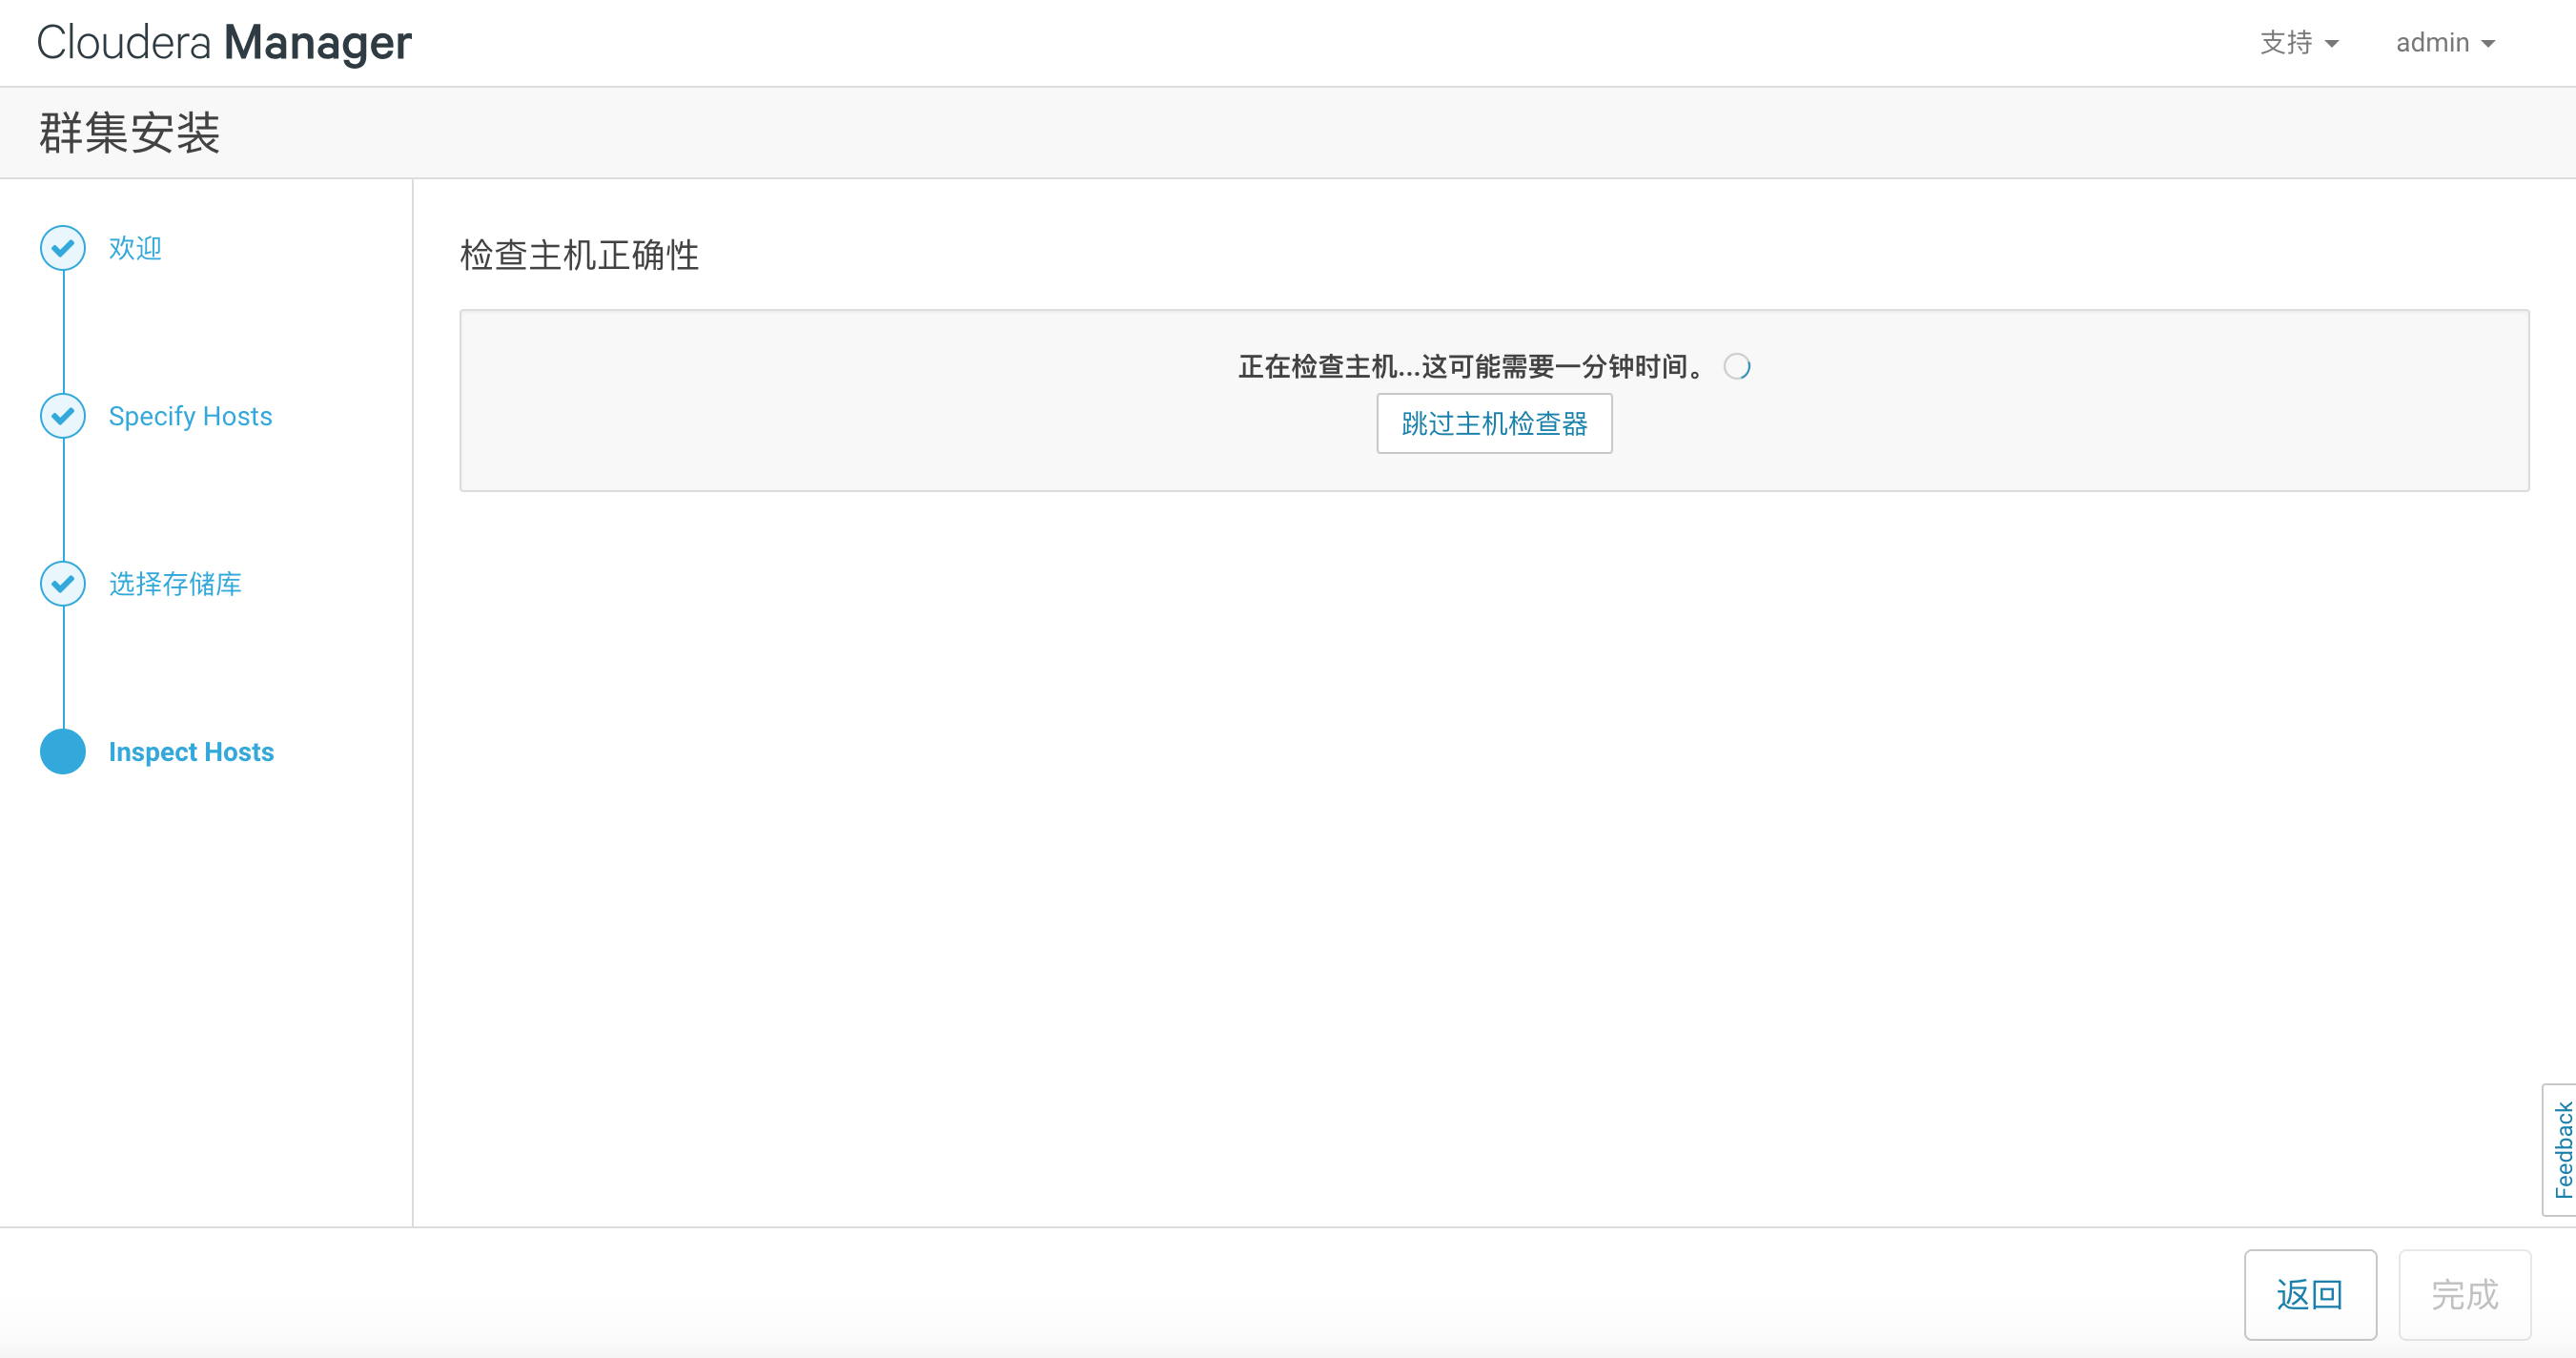 Cloudera Manager
支持
admin
群集安装
欢迎
Specify Hosts
选择存储库
Inspect Hosts
检查主机正确性
正在检查主机...这可能需要一分钟时间。
跳过主机检查器
Feedback
返回
完成